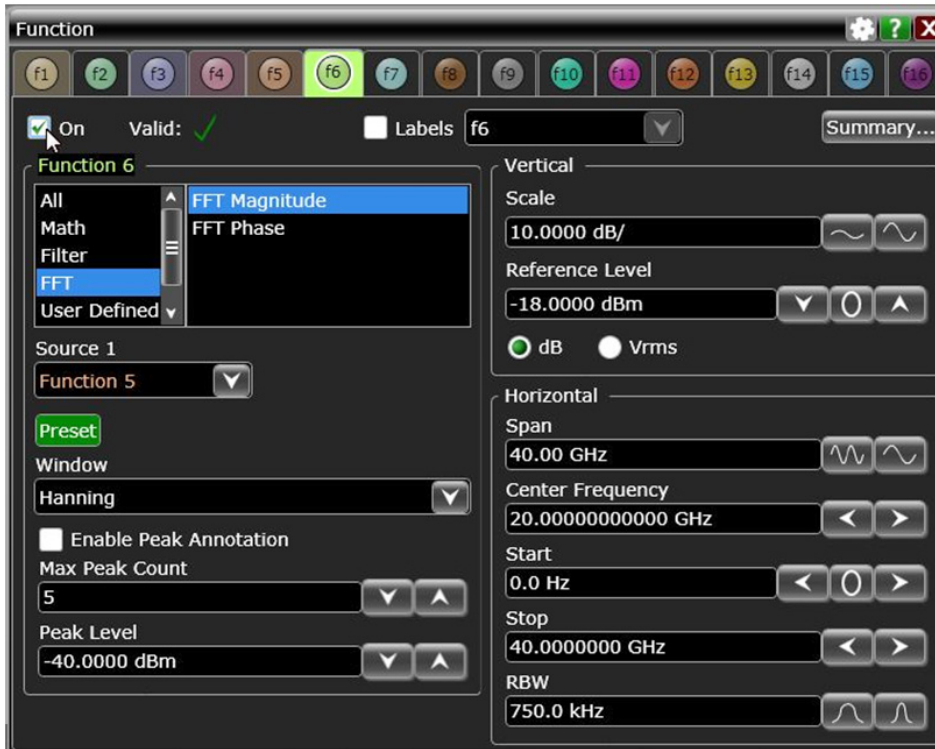 Function
? X
f1 f2 f3 f4 f5 f6 f7 f8 f9 f10 f11 f12 f13 f14 f15 f16
On Valid: Labels f6 Summary...
Function 6
All
Math
Filter
FFT
User Defined
FFT Magnitude
FFT Phase
Source 1
Function 5
Preset
Window
Hanning
Enable Peak Annotation
Max Peak Count
5
Peak Level
-40.0000 dBm
Vertical
Scale
10.0000 dB/
Reference Level
-18.0000 dBm
0
dB Vrms
Horizontal
Span
40.00 GHz
Center Frequency
20.00000000000 GHz
Start
0.0 Hz
0
Stop
40.0000000 GHz
RBW
750.0 kHz